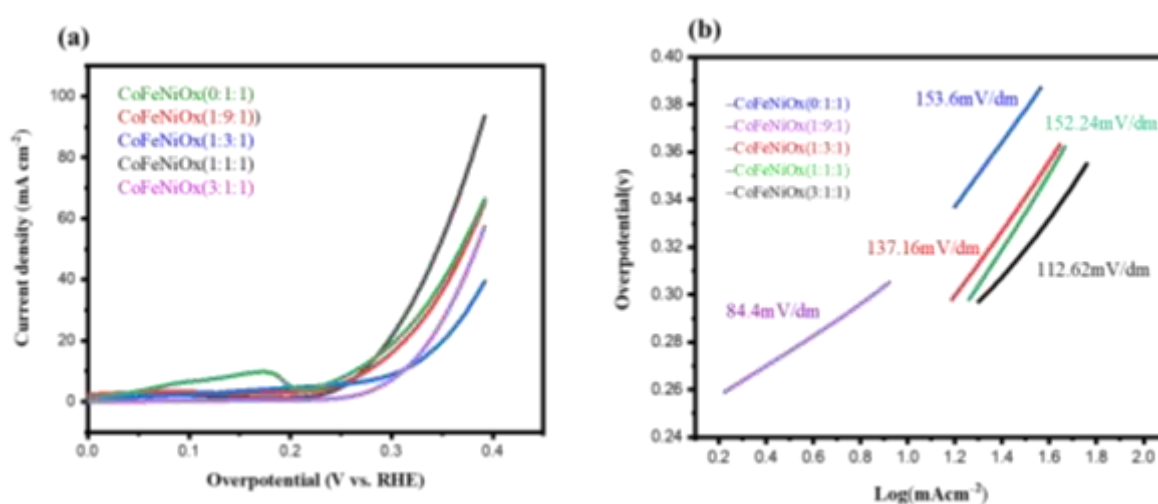 (a)
CoFeNiOx(0:1:1)
CoFeNiOx(1:9:1))
CoFeNiOx(1:3:1)
CoFeNiOx(1:1:1)
CoFeNiOx(3:1:1)
Current density (mA cm⁻²)
100
80
60
40
20
0
0.0 0.1 0.2 0.3 0.4
Overpotential (V vs. RHE)
(b)
–CoFeNiOx(0:1:1)
–CoFeNiOx(1:9:1)
–CoFeNiOx(1:3:1)
–CoFeNiOx(1:1:1)
–CoFeNiOx(3:1:1)
153.6mV/dm
152.24mV/dm
137.16mV/dm
112.62mV/dm
84.4mV/dm
Overpotential(v)
0.40
0.38
0.36
0.34
0.32
0.30
0.28
0.26
0.24
0.2 0.4 0.6 0.8 1.0 1.2 1.4 1.6 1.8 2.0
Log(mAcm⁻²)